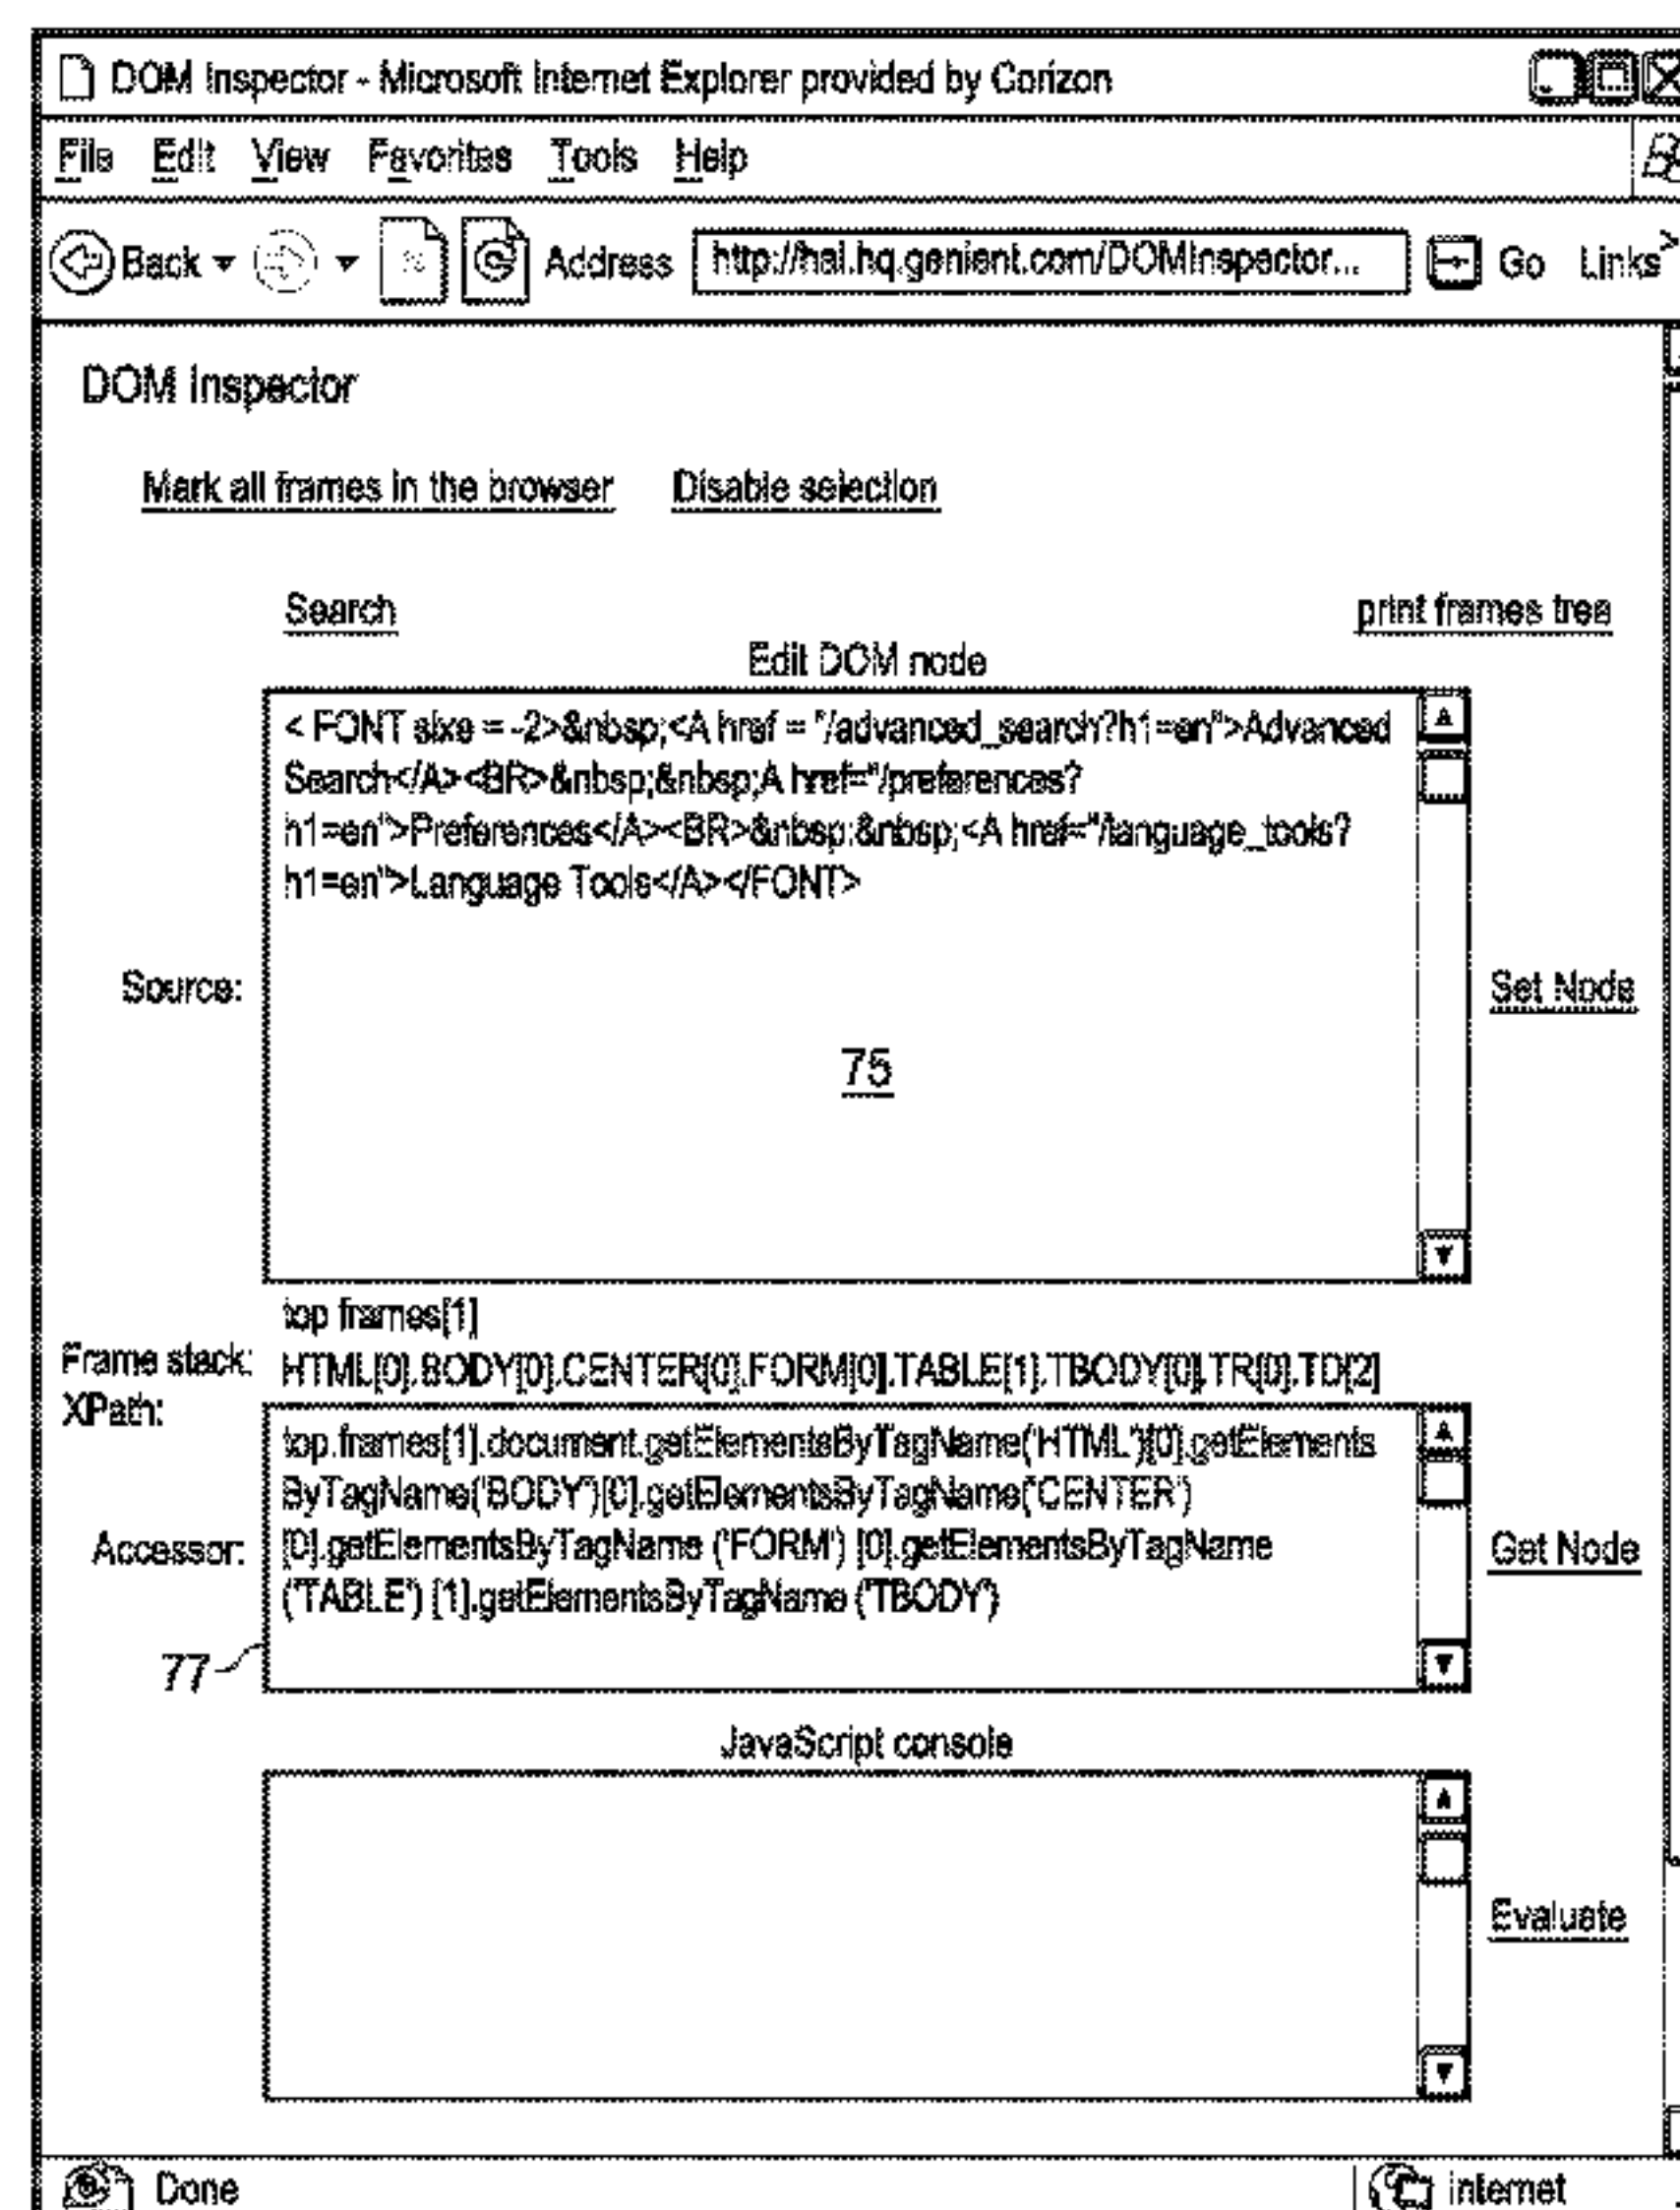 DOM Inspector - Microsoft Internet Explorer provided by Corizon
File Edit View Favorites Tools Help
Back Address http://hal.hq.genient.com/DOMInspector... Go Links
DOM Inspector
Mark all frames in the browser Disable selection
Search print frames tree
Edit DOM node
< FONT sixe = -2>&nbsp;<A href = "/advanced_search?h1=en">Advanced
Search</A><BR>&nbsp;&nbsp;A href="/preferences?
h1=en">Preferences</A><BR>&nbsp:&nbsp;<A href="/language_tools?
h1=en">Language Tools</A></FONT>
Source: Set Node
75
top frames[1]
Frame stack: HTML[0].BODY[0].CENTER[0].FORM[0].TABLE[1].TBODY[0].TR[0].TD[2]
XPath:
top.frames[1].document.getElementsByTagName('HTML')[0].getElements
ByTagName('BODY')[0].getElementsByTagName('CENTER')
Accessor: [0].getElementsByTagName ('FORM') [0].getElementsByTagName Get Node
('TABLE') [1].getElementsByTagName ('TBODY')
77
JavaScript console
Evaluate
Done internet